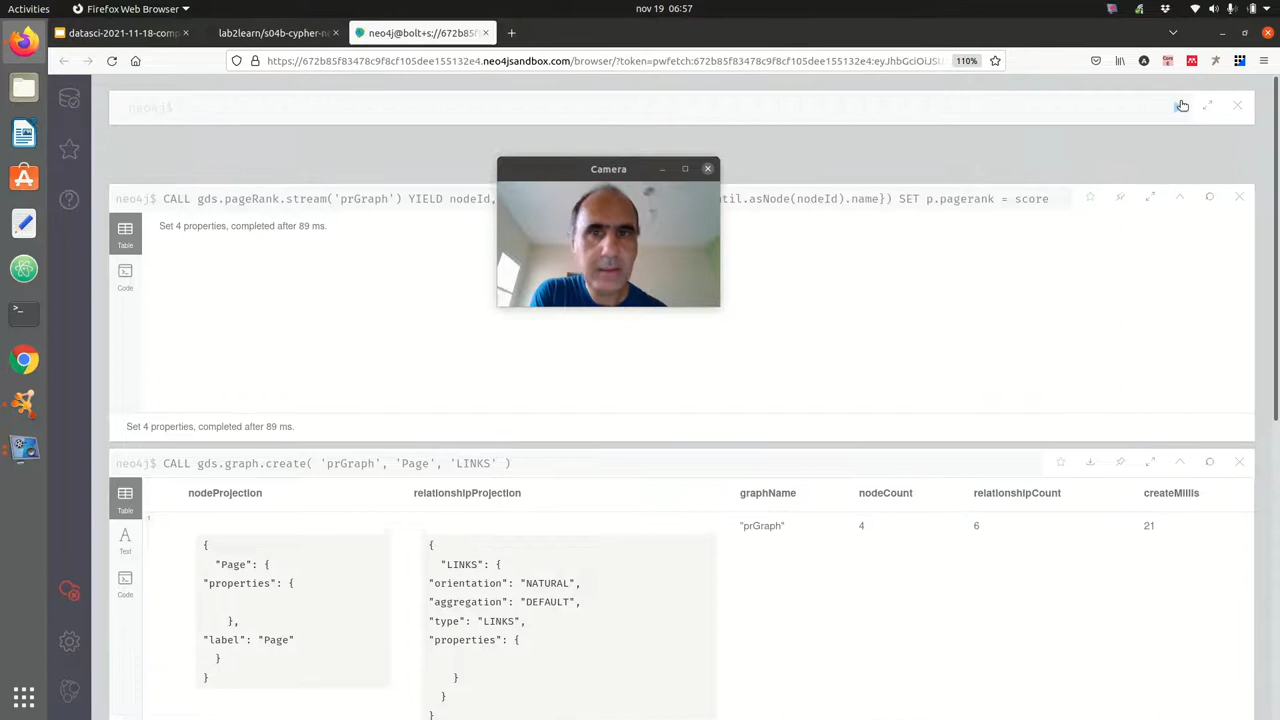 Activities
Firefox Web Browser
nov 19 06:57
datasci-2021-11-18-comp
lab2learn/s04b-cypher-ne
neo4j@bolt+s://672b85f
https://672b85f83478c9f8cf105dee155132e4.neo4jsandbox.com/browser/?token=pwfetch:672b85f83478c9f8cf105dee155132e4:eyJhbGciOiJSU
110%
neo4j$
Camera
neo4j$ CALL gds.pageRank.stream('prGraph') YIELD nodeId, til.asNode(nodeId).name}) SET p.pagerank = score
Table
Set 4 properties, completed after 89 ms.
Code
Set 4 properties, completed after 89 ms.
neo4j$ CALL gds.graph.create( 'prGraph', 'Page', 'LINKS' )
Table
Text
Code
nodeProjection relationshipProjection graphName nodeCount relationshipCount createMillis
1
"prGraph" 4 6 21
{
"Page": {
"properties": {
},
"label": "Page"
}
}
{
"LINKS": {
"orientation": "NATURAL",
"aggregation": "DEFAULT",
"type": "LINKS",
"properties": {
}
}
}